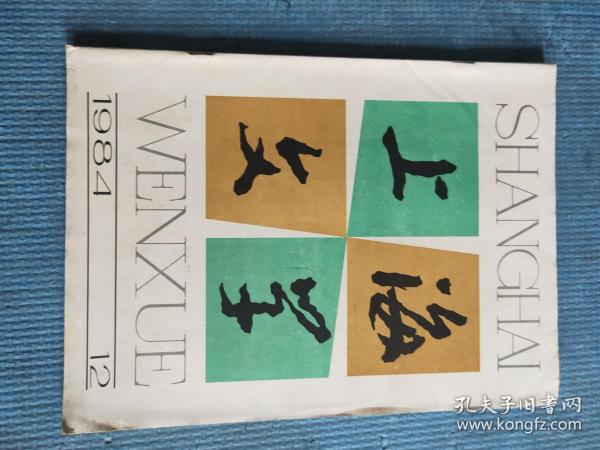 SHANGHAI
上海
文学
WENXUE
1984 12
孔夫子旧书网
www.kongfz.com